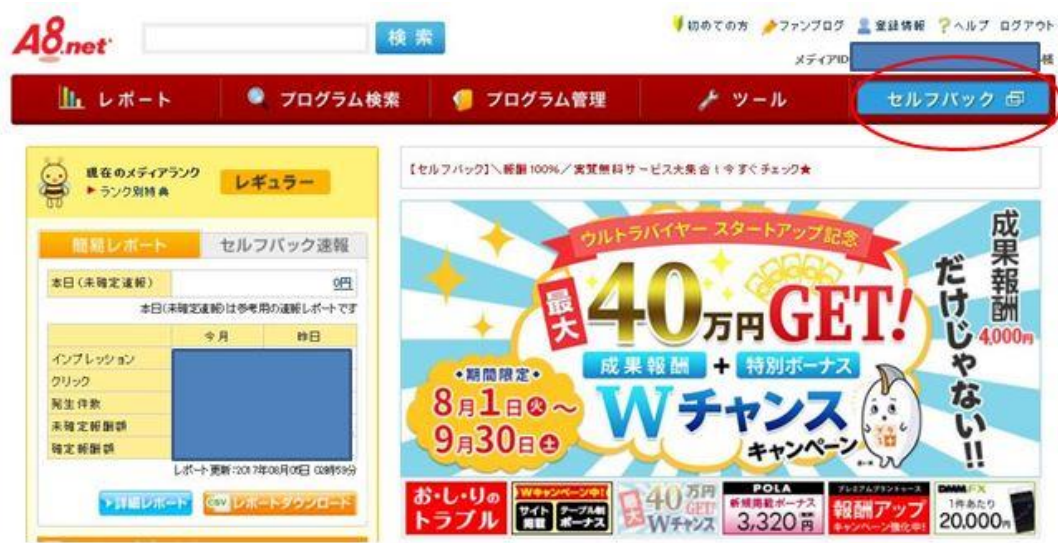 A8.net
検索
初めての方 ファンブログ 登録情報 ?ヘルプ ログアウト
メディアID 様
レポート プログラム検索 プログラム管理 ツール セルフバック
現在のメディアランク
ランク別特典
レギュラー
【セルフバック】＼報酬100%／実質無料サービス大集合！今すぐチェック★
簡易レポート セルフバック速報
本日(未確定速報) 0円
本日(未確定速報)は参考用の速報レポートです
今月 昨日
インプレッション
クリック
発生件数
未確定報酬額
確定報酬額
レポート更新:2017年08月05日 02時59分
詳細レポート CSV レポートダウンロード
ウルトラバイヤー スタートアップ記念
最大40万円GET!
成果報酬 + 特別ボーナス
・期間限定・
8月1日火～
9月30日土
Wチャンス
キャンペーン
成果報酬
4,000円
だけじゃない!!
お・し・りの
トラブル
Wキャンペーン中!
サイト
掲載
テーブル制
ボーナス
40万円
GET!
Wチャンス
POLA
新規掲載ボーナス
3,320円
報酬アップ
キャンペーン強化中!
DMM FX
1件あたり
20,000円